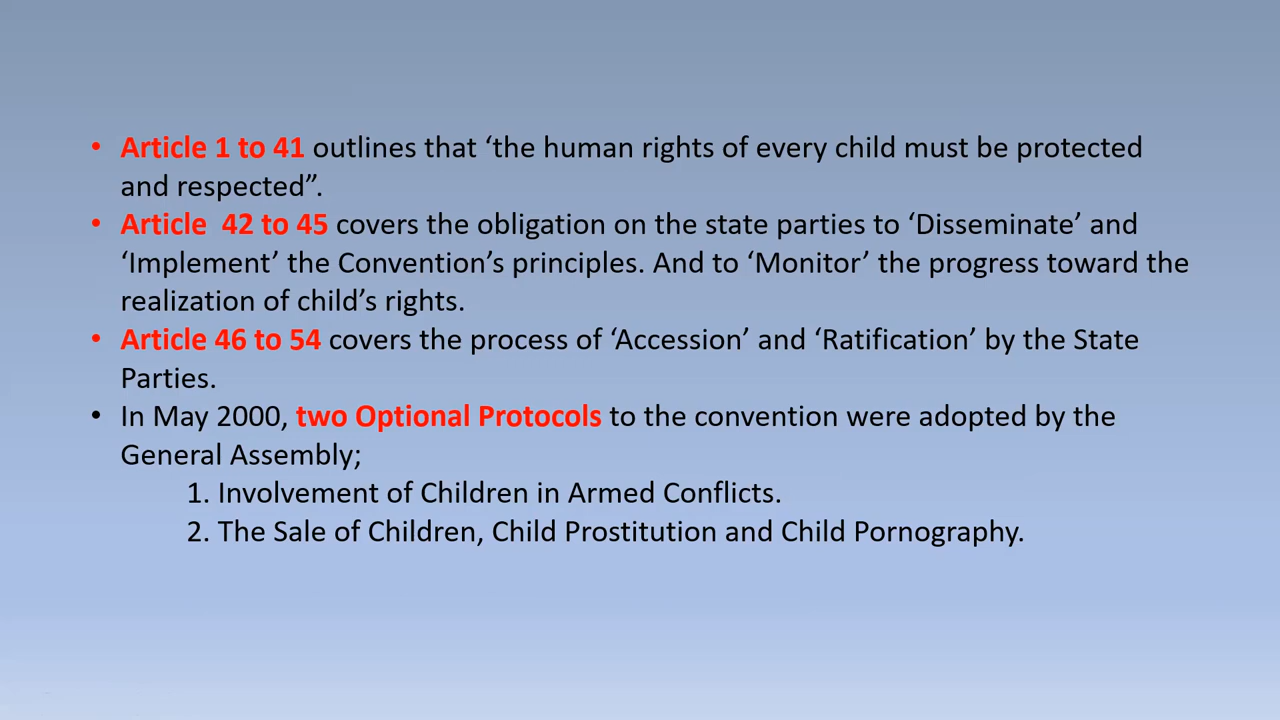 • Article 1 to 41 outlines that ‘the human rights of every child must be protected
and respected”.
• Article  42 to 45 covers the obligation on the state parties to ‘Disseminate’ and
‘Implement’ the Convention’s principles. And to ‘Monitor’ the progress toward the
realization of child’s rights.
• Article 46 to 54 covers the process of ‘Accession’ and ‘Ratification’ by the State
Parties.
• In May 2000, two Optional Protocols to the convention were adopted by the
General Assembly;
1. Involvement of Children in Armed Conflicts.
2. The Sale of Children, Child Prostitution and Child Pornography.